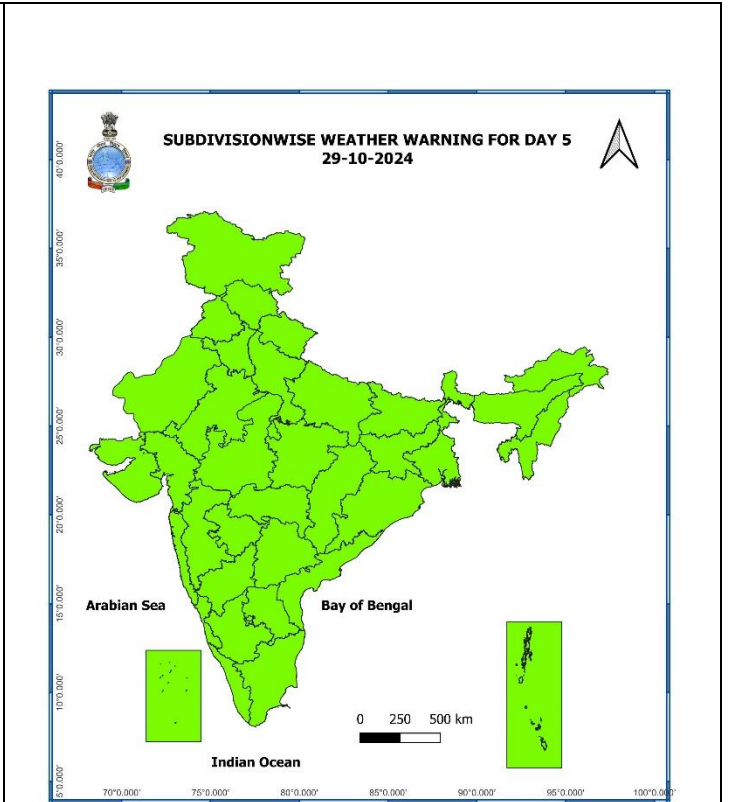 SUBDIVISIONWISE WEATHER WARNING FOR DAY 5
29-10-2024
40°0.000'
35°0.000'
30°0.000'
25°0.000'
20°0.000'
15°0.000'
10°0.000'
5°0.000'
Arabian Sea
Bay of Bengal
0 250 500 km
Indian Ocean
70°0.000' 75°0.000' 80°0.000' 85°0.000' 90°0.000' 95°0.000' 100°0.000'